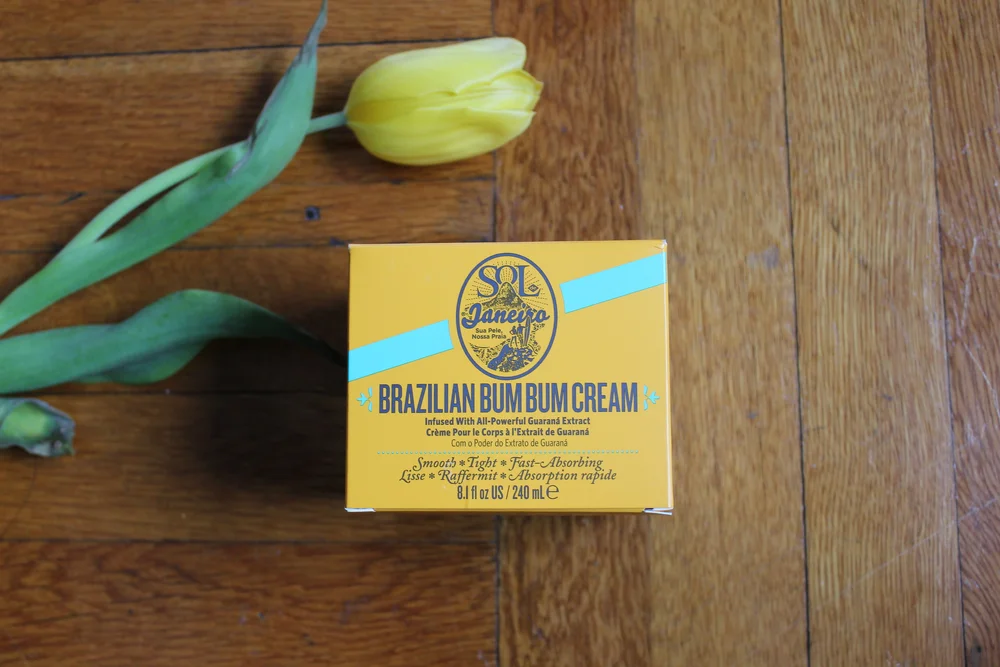 SOL
de
Janeiro
Sua Pele,
Nossa Praia
BRAZILIAN BUM BUM CREAM
Infused With All-Powerful Guaraná Extract
Crème Pour le Corps à l'Extrait de Guaraná
Com o Poder do Extrato de Guaraná
Smooth * Tight * Fast-Absorbing
Lisse * Raffermit * Absorption rapide
8.1 fl oz US / 240 mL ℮